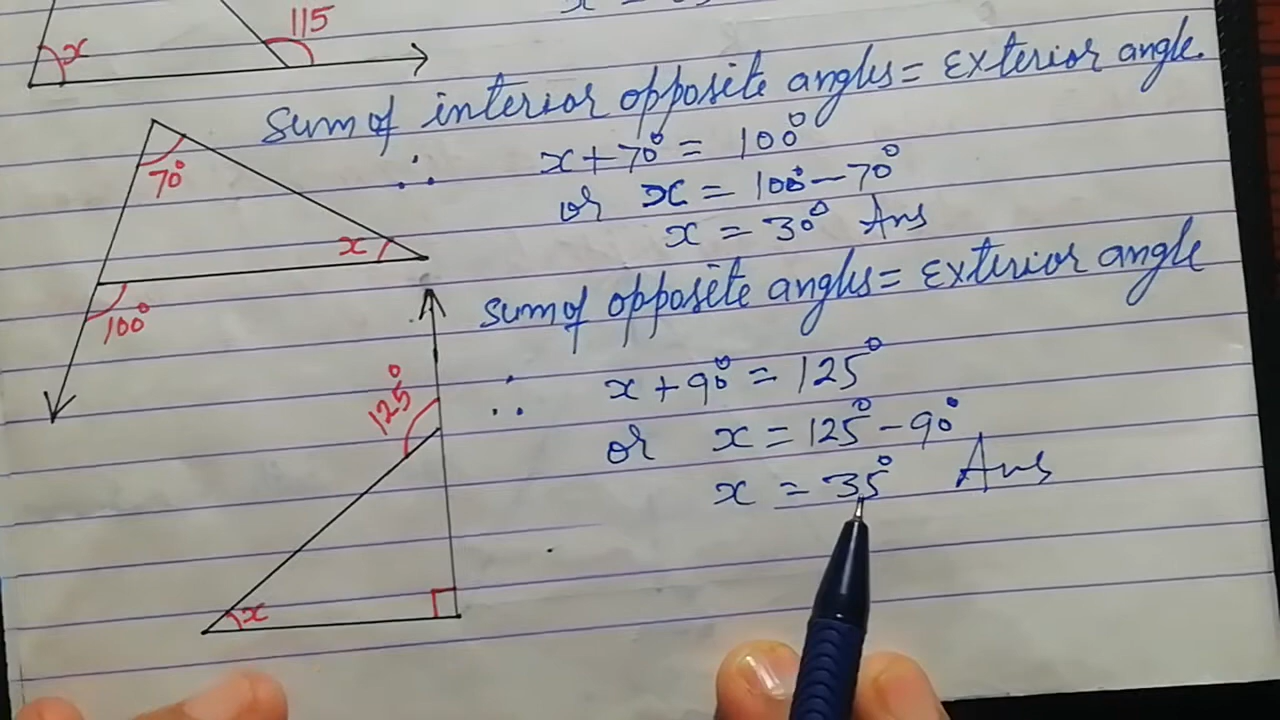 115
x
Sum of interior opposite angles = Exterior angle.
70°
∴ x + 70° = 100°
or x = 100° - 70°
x
x = 30° Ans
100°
Sum of opposite angles = Exterior angle
125°
∴ x + 90° = 125°
or x = 125° - 90°
x = 35° Ans
x